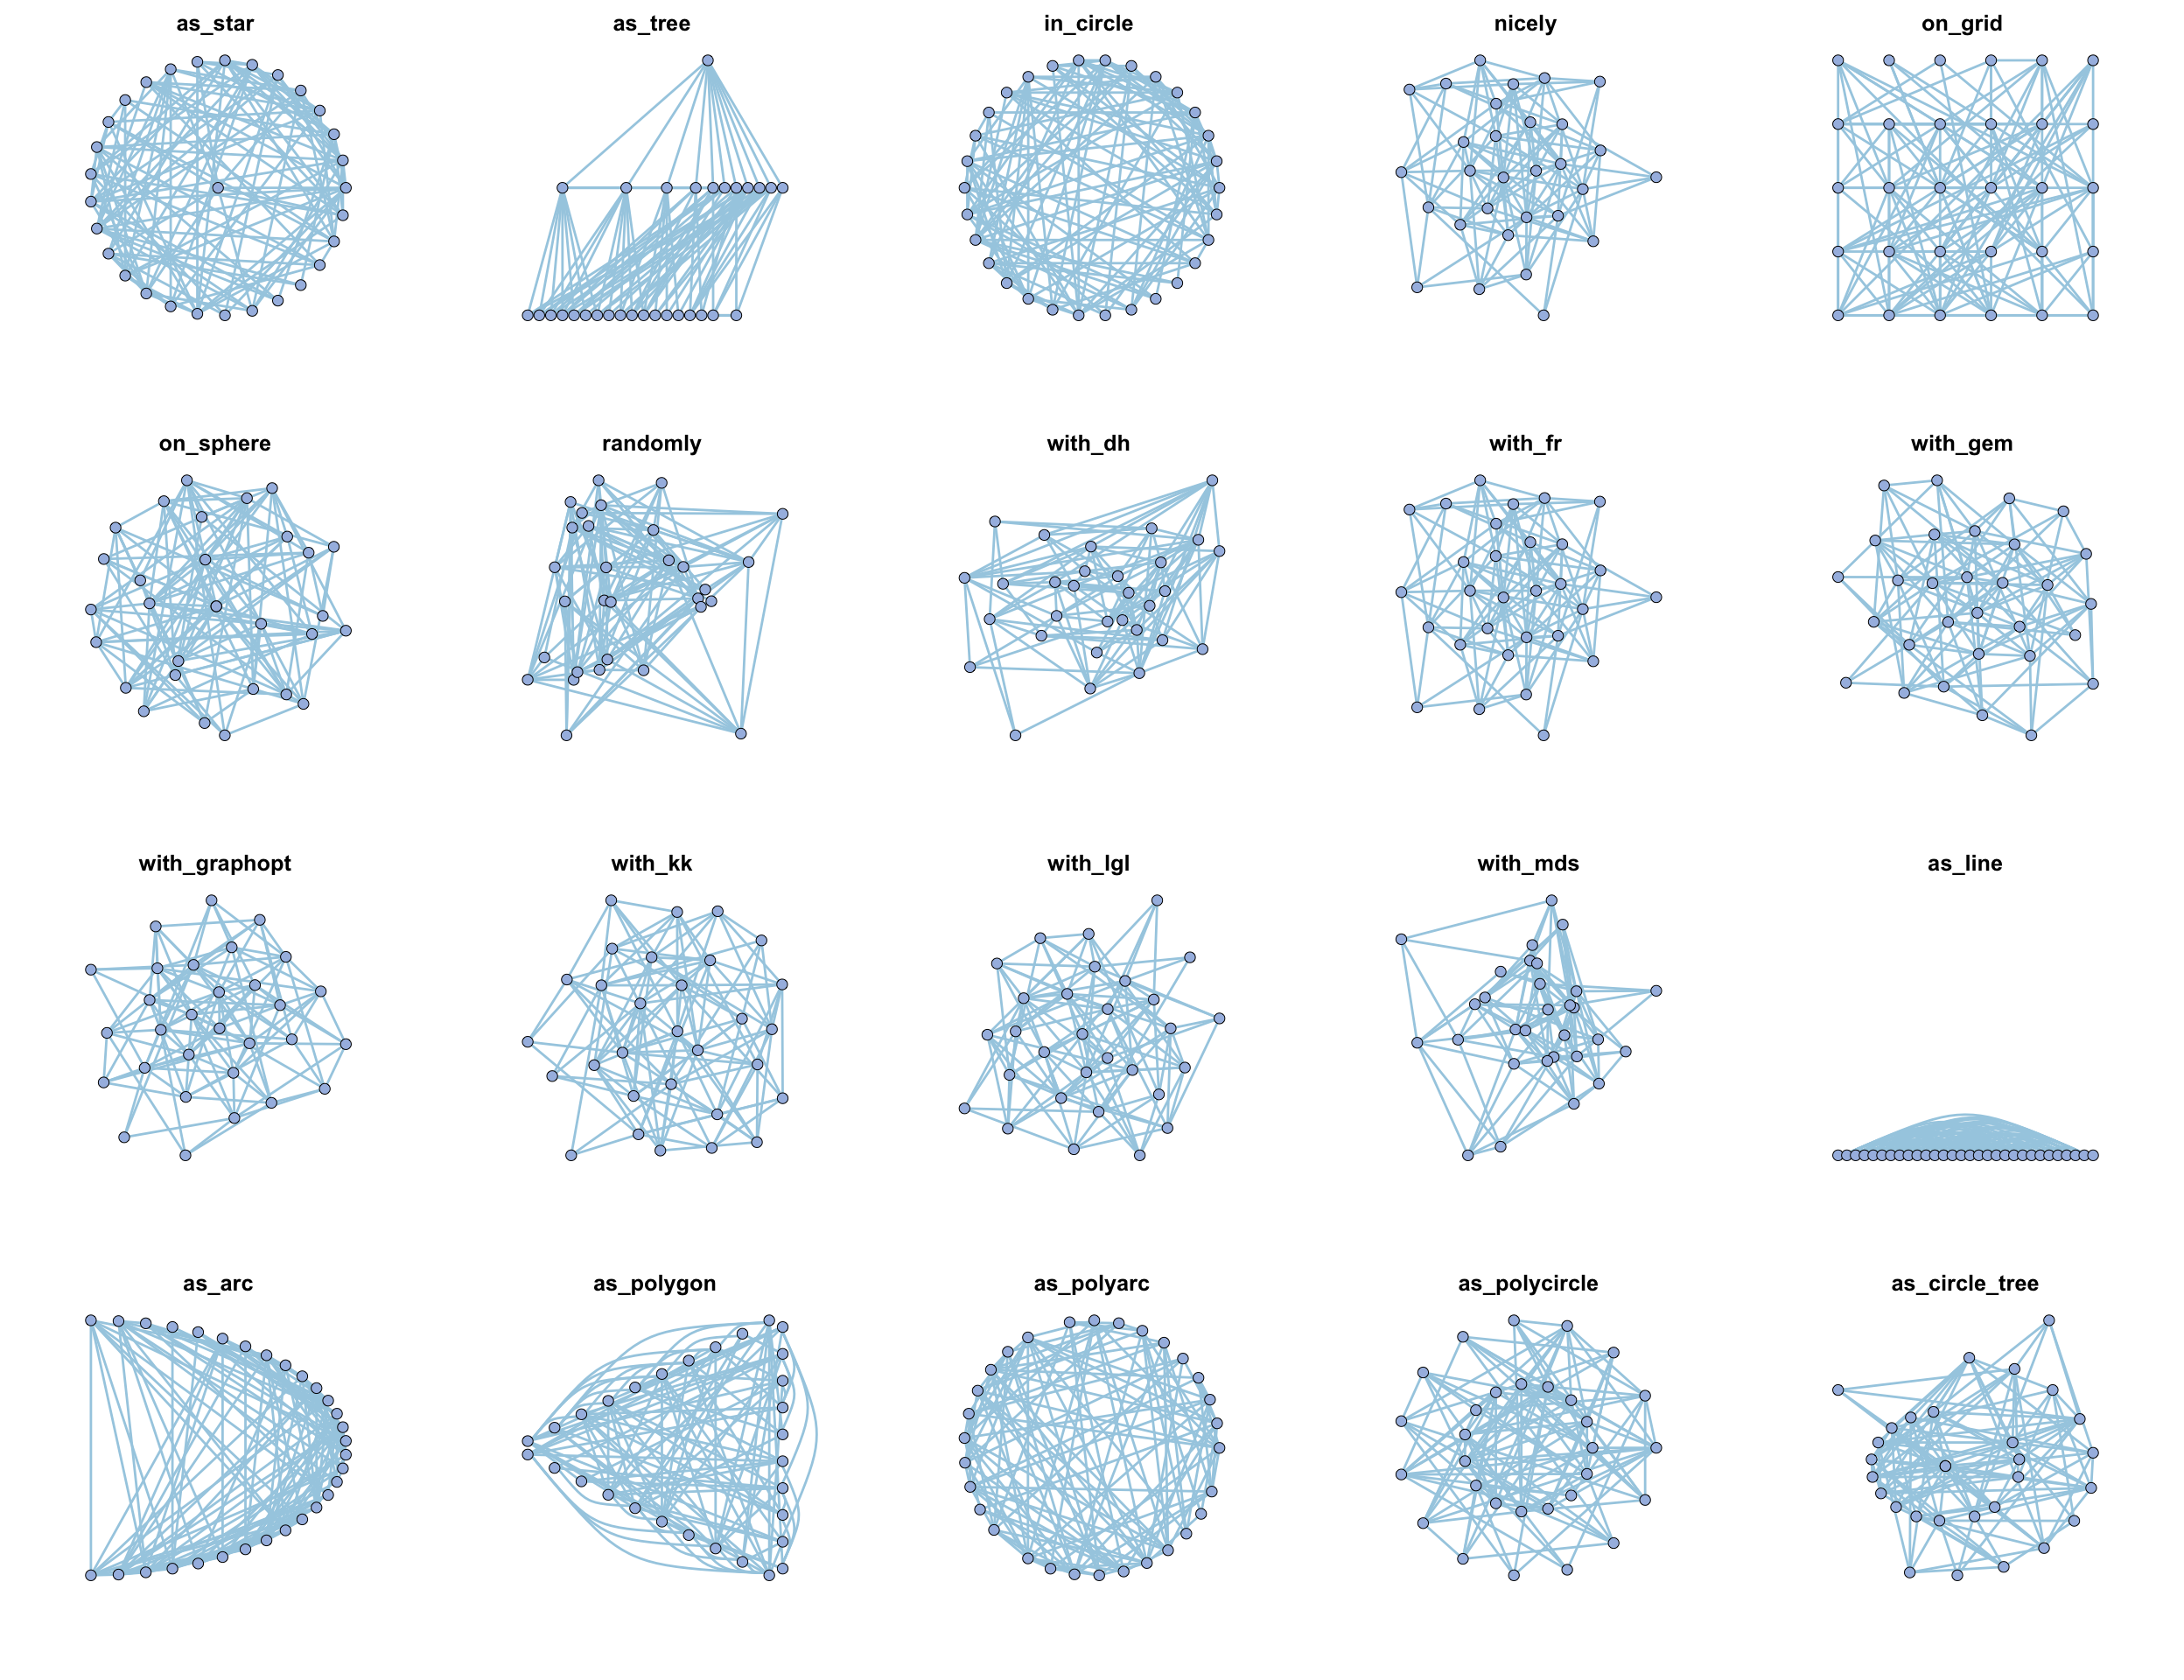 as_star
as_tree
in_circle
nicely
on_grid
on_sphere
randomly
with_dh
with_fr
with_gem
with_graphopt
with_kk
with_lgl
with_mds
as_line
as_arc
as_polygon
as_polyarc
as_polycircle
as_circle_tree